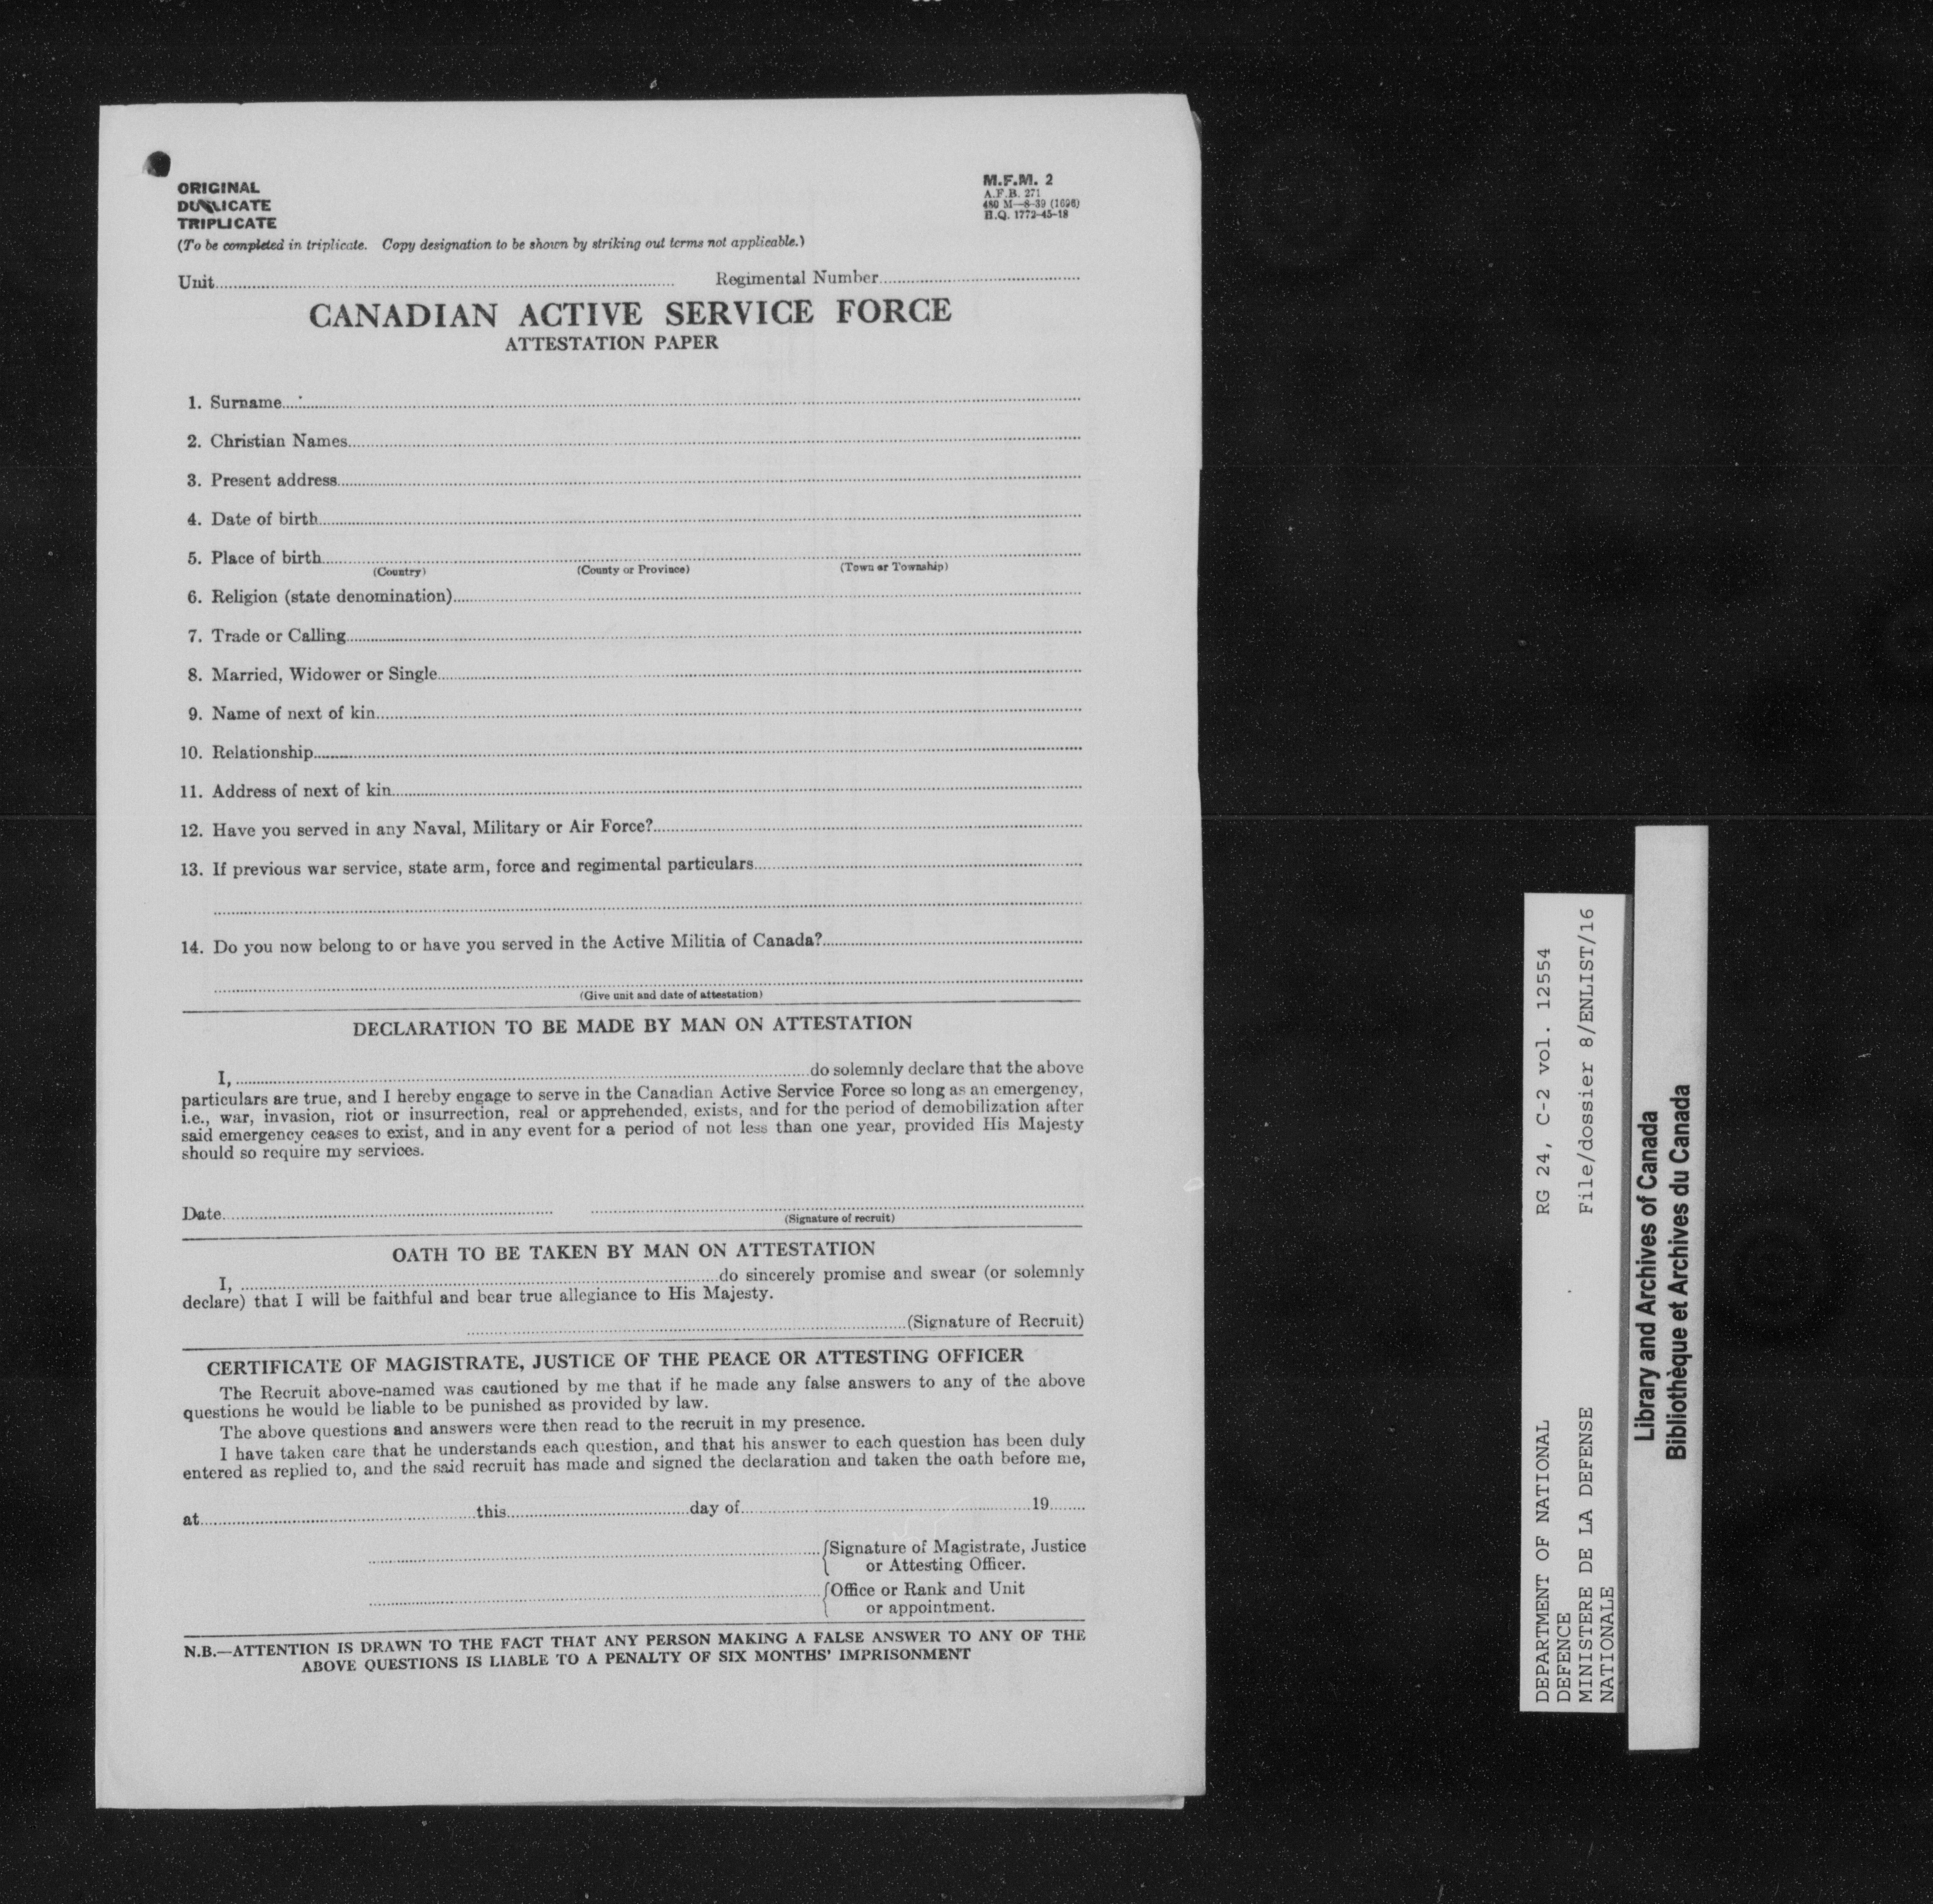 ORIGINAL
DUPLICATE
TRIPLICATE
M.F.M. 2
A.F.B. 271
480 M—8-39 (1696)
H.Q. 1772-45-18
(To be completed in triplicate. Copy designation to be shown by striking out terms not applicable.)
Unit
Regimental Number
CANADIAN ACTIVE SERVICE FORCE
ATTESTATION PAPER
1. Surname
2. Christian Names
3. Present address
4. Date of birth
5. Place of birth
(Country) (County or Province) (Town or Township)
6. Religion (state denomination)
7. Trade or Calling
8. Married, Widower or Single
9. Name of next of kin
10. Relationship
11. Address of next of kin
12. Have you served in any Naval, Military or Air Force?
13. If previous war service, state arm, force and regimental particulars
14. Do you now belong to or have you served in the Active Militia of Canada?
(Give unit and date of attestation)
DECLARATION TO BE MADE BY MAN ON ATTESTATION
I, do solemnly declare that the above
particulars are true, and I hereby engage to serve in the Canadian Active Service Force so long as an emergency,
i.e., war, invasion, riot or insurrection, real or apprehended, exists, and for the period of demobilization after
said emergency ceases to exist, and in any event for a period of not less than one year, provided His Majesty
should so require my services.
Date
(Signature of recruit)
OATH TO BE TAKEN BY MAN ON ATTESTATION
I, do sincerely promise and swear (or solemnly
declare) that I will be faithful and bear true allegiance to His Majesty.
(Signature of Recruit)
CERTIFICATE OF MAGISTRATE, JUSTICE OF THE PEACE OR ATTESTING OFFICER
The Recruit above-named was cautioned by me that if he made any false answers to any of the above
questions he would be liable to be punished as provided by law.
The above questions and answers were then read to the recruit in my presence.
I have taken care that he understands each question, and that his answer to each question has been duly
entered as replied to, and the said recruit has made and signed the declaration and taken the oath before me,
at this day of 19
Signature of Magistrate, Justice
or Attesting Officer.
Office or Rank and Unit
or appointment.
N.B.—ATTENTION IS DRAWN TO THE FACT THAT ANY PERSON MAKING A FALSE ANSWER TO ANY OF THE
ABOVE QUESTIONS IS LIABLE TO A PENALTY OF SIX MONTHS' IMPRISONMENT
DEPARTMENT OF NATIONAL RG 24, C-2 vol. 12554
DEFENCE
MINISTERE DE LA DEFENSE File/dossier 8/ENLIST/16
NATIONALE
Library and Archives of Canada
Bibliothèque et Archives du Canada